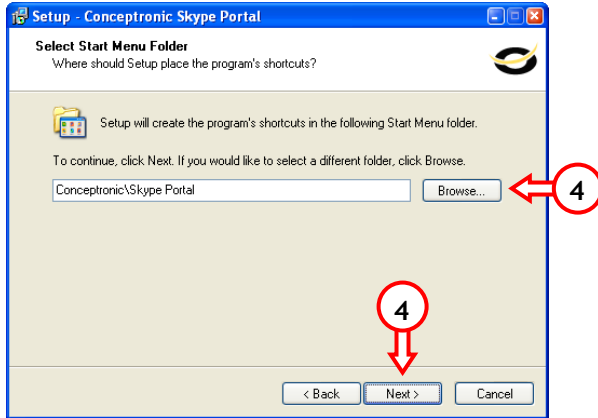 Setup - Conceptronic Skype Portal
Select Start Menu Folder
Where should Setup place the program's shortcuts?
Setup will create the program's shortcuts in the following Start Menu folder.
To continue, click Next. If you would like to select a different folder, click Browse.
Conceptronic\Skype Portal
Browse...
4
4
< Back
Next >
Cancel